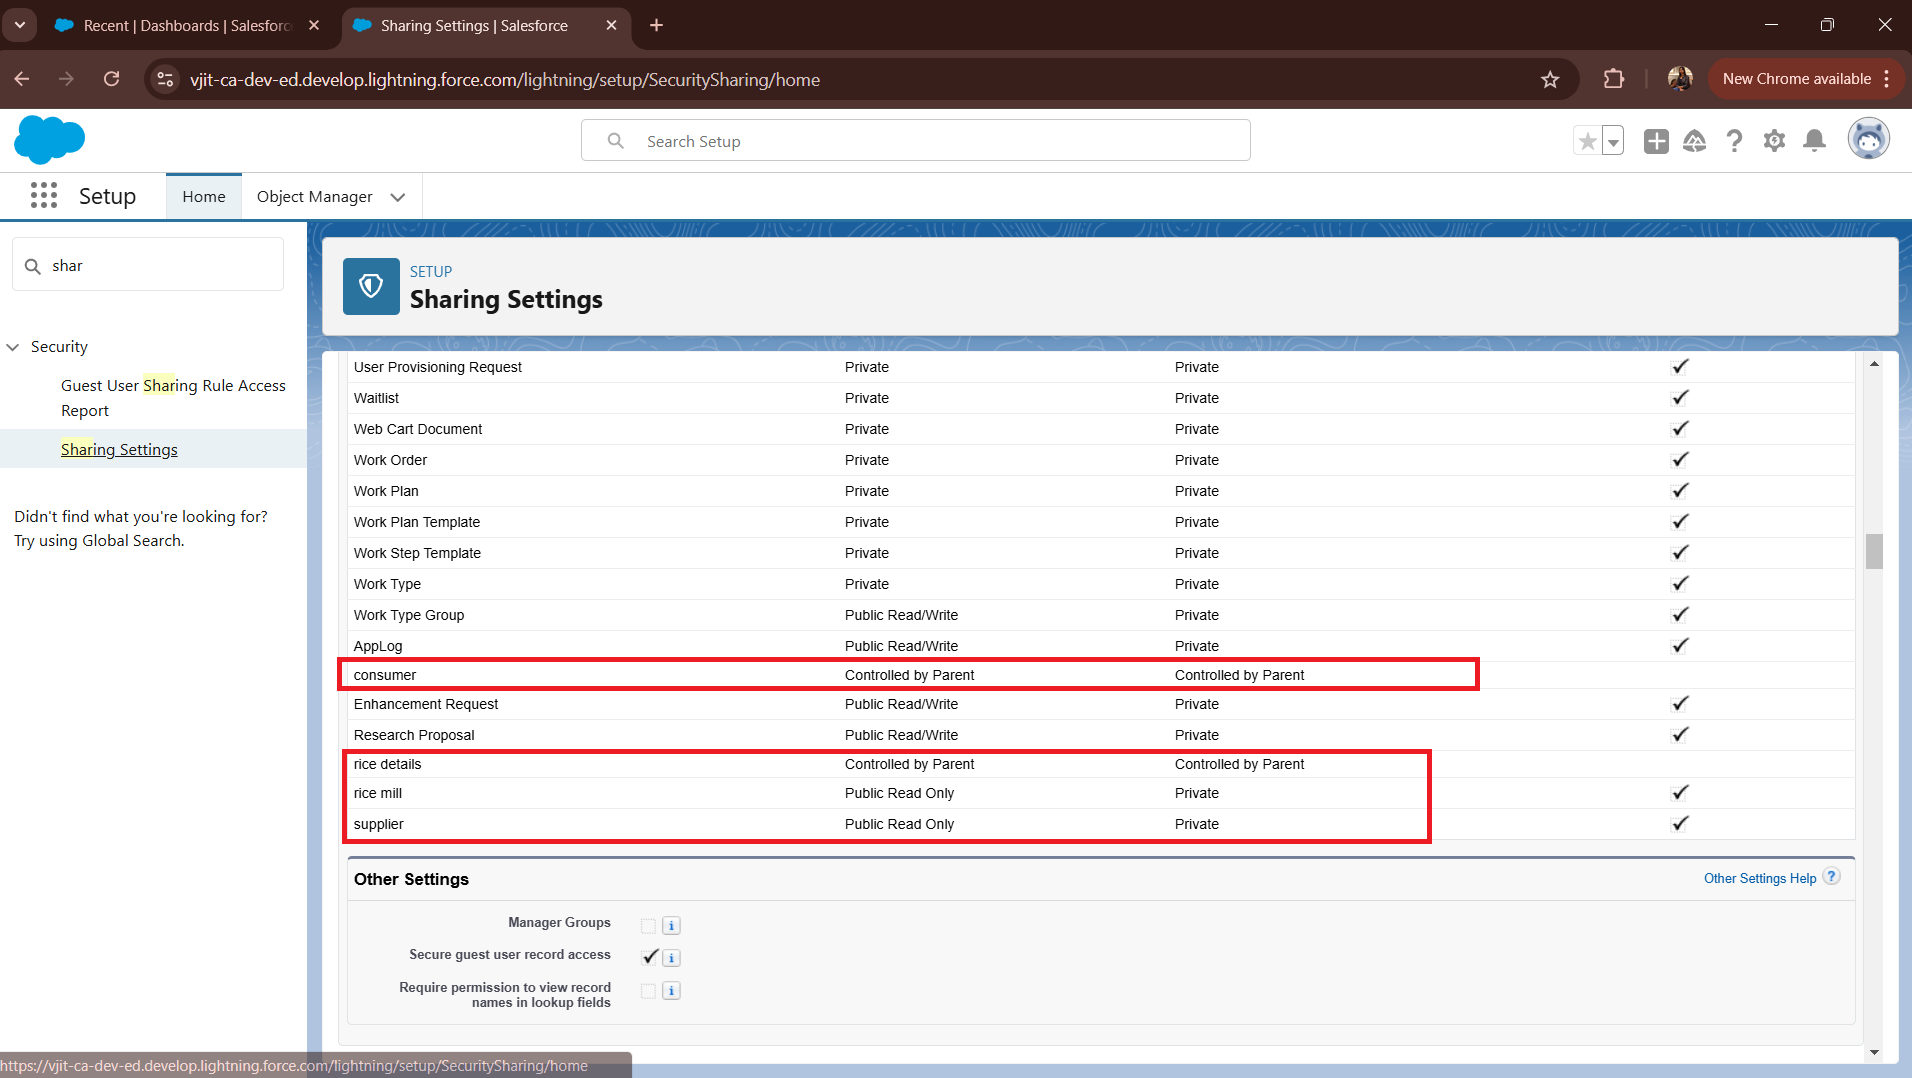 Recent | Dashboards | Salesforc
Sharing Settings | Salesforce
vjit-ca-dev-ed.develop.lightning.force.com/lightning/setup/SecuritySharing/home
New Chrome available
Search Setup
Setup
Home
Object Manager
shar
Security
Guest User Sharing Rule Access
Report
Sharing Settings
Didn't find what you're looking for?
Try using Global Search.
SETUP
Sharing Settings
User Provisioning Request Private Private
Waitlist Private Private
Web Cart Document Private Private
Work Order Private Private
Work Plan Private Private
Work Plan Template Private Private
Work Step Template Private Private
Work Type Private Private
Work Type Group Public Read/Write Private
AppLog Public Read/Write Private
consumer Controlled by Parent Controlled by Parent
Enhancement Request Public Read/Write Private
Research Proposal Public Read/Write Private
rice details Controlled by Parent Controlled by Parent
rice mill Public Read Only Private
supplier Public Read Only Private
Other Settings
Other Settings Help ?
Manager Groups
Secure guest user record access
Require permission to view record
names in lookup fields
https://vjit-ca-dev-ed.develop.lightning.force.com/lightning/setup/SecuritySharing/home